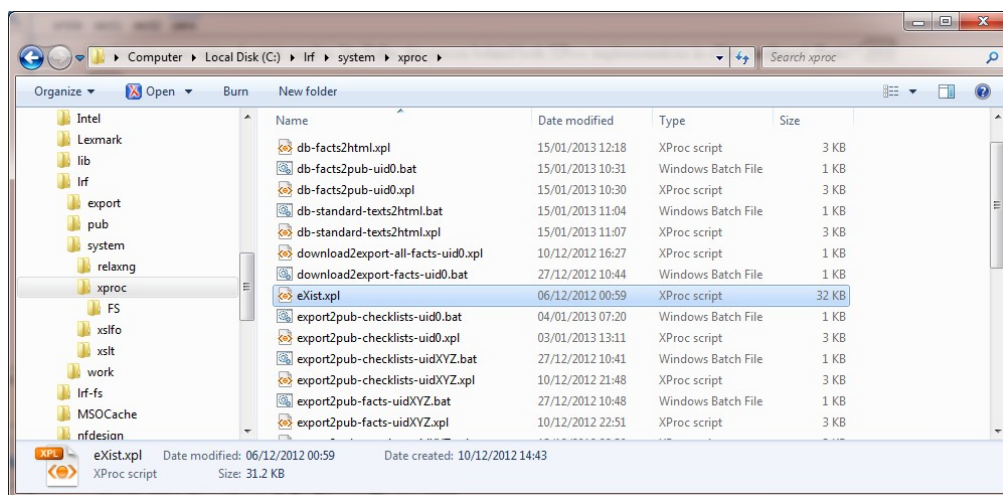 Computer Local Disk (C:) lrf system xproc Search xproc
Organize Open Burn New folder
Intel
Lexmark
lib
lrf
export
pub
system
relaxng
xproc
FS
xslfo
xslt
work
lrf-fs
MSOCache
nfdesign
Name Date modified Type Size
db-facts2html.xpl 15/01/2013 12:18 XProc script 3 KB
db-facts2pub-uid0.bat 15/01/2013 10:31 Windows Batch File 1 KB
db-facts2pub-uid0.xpl 15/01/2013 10:30 XProc script 3 KB
db-standard-texts2html.bat 15/01/2013 11:04 Windows Batch File 1 KB
db-standard-texts2html.xpl 15/01/2013 11:07 XProc script 3 KB
download2export-all-facts-uid0.xpl 10/12/2012 16:27 XProc script 3 KB
download2export-facts-uid0.bat 27/12/2012 10:44 Windows Batch File 1 KB
eXist.xpl 06/12/2012 00:59 XProc script 32 KB
export2pub-checklists-uid0.bat 04/01/2013 07:20 Windows Batch File 1 KB
export2pub-checklists-uid0.xpl 03/01/2013 13:11 XProc script 3 KB
export2pub-checklists-uidXYZ.bat 27/12/2012 10:41 Windows Batch File 1 KB
export2pub-checklists-uidXYZ.xpl 10/12/2012 21:48 XProc script 3 KB
export2pub-facts-uidXYZ.bat 27/12/2012 10:48 Windows Batch File 1 KB
export2pub-facts-uidXYZ.xpl 10/12/2012 22:51 XProc script 3 KB
XPL eXist.xpl Date modified: 06/12/2012 00:59 Date created: 10/12/2012 14:43
XProc script Size: 31.2 KB